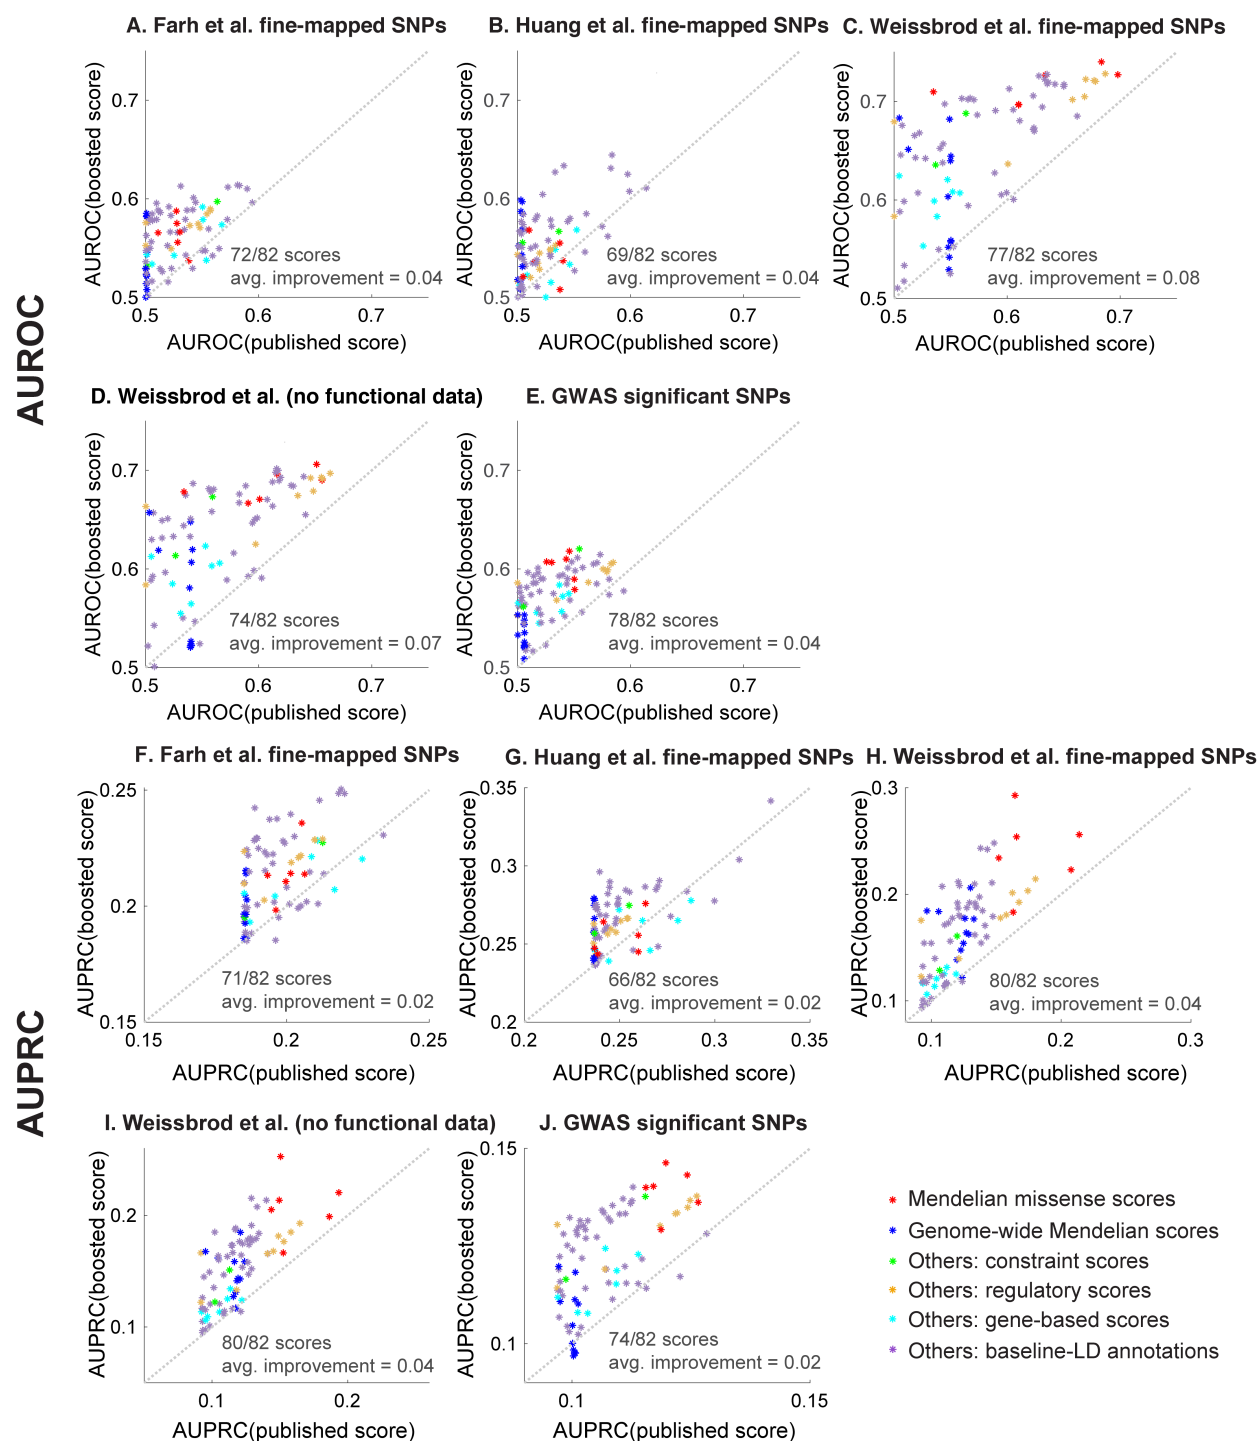 A. Farh et al. fine-mapped SNPs
B. Huang et al. fine-mapped SNPs
C. Weissbrod et al. fine-mapped SNPs
AUROC
AUROC(boosted score)
0.7
0.6
0.5
72/82 scores
avg. improvement = 0.04
0.5
0.6
0.7
AUROC(published score)
AUROC(boosted score)
0.7
0.6
0.5
69/82 scores
avg. improvement = 0.04
0.5
0.6
0.7
AUROC(published score)
AUROC(boosted score)
0.7
0.6
0.5
77/82 scores
avg. improvement = 0.08
0.5
0.6
0.7
AUROC(published score)
D. Weissbrod et al. (no functional data)
E. GWAS significant SNPs
AUROC(boosted score)
0.7
0.6
0.5
74/82 scores
avg. improvement = 0.07
0.5
0.6
0.7
AUROC(published score)
AUROC(boosted score)
0.7
0.6
0.5
78/82 scores
avg. improvement = 0.04
0.5
0.6
0.7
AUROC(published score)
F. Farh et al. fine-mapped SNPs
G. Huang et al. fine-mapped SNPs
H. Weissbrod et al. fine-mapped SNPs
AUPRC
AUPRC(boosted score)
0.25
0.2
0.15
71/82 scores
avg. improvement = 0.02
0.15
0.2
0.25
AUPRC(published score)
AUPRC(boosted score)
0.35
0.3
0.25
0.2
66/82 scores
avg. improvement = 0.02
0.2
0.25
0.3
0.35
AUPRC(published score)
AUPRC(boosted score)
0.3
0.2
0.1
80/82 scores
avg. improvement = 0.04
0.1
0.2
0.3
AUPRC(published score)
I. Weissbrod et al. (no functional data)
J. GWAS significant SNPs
AUPRC(boosted score)
0.2
0.1
80/82 scores
avg. improvement = 0.04
0.1
0.2
AUPRC(published score)
AUPRC(boosted score)
0.15
0.1
74/82 scores
avg. improvement = 0.02
0.1
0.15
AUPRC(published score)
Mendelian missense scores
Genome-wide Mendelian scores
Others: constraint scores
Others: regulatory scores
Others: gene-based scores
Others: baseline-LD annotations